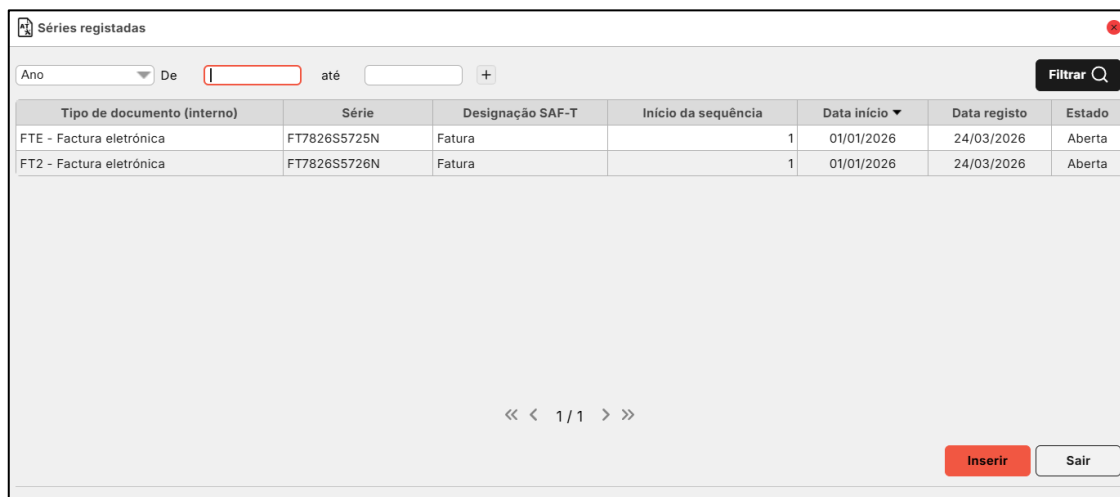 Séries registadas
Ano De até + Filtrar
Tipo de documento (interno) Série Designação SAF-T Início da sequência Data início Data registo Estado
FTE - Factura eletrónica FT7826S5725N Fatura 1 01/01/2026 24/03/2026 Aberta
FT2 - Factura eletrónica FT7826S5726N Fatura 1 01/01/2026 24/03/2026 Aberta
1 / 1
Inserir Sair